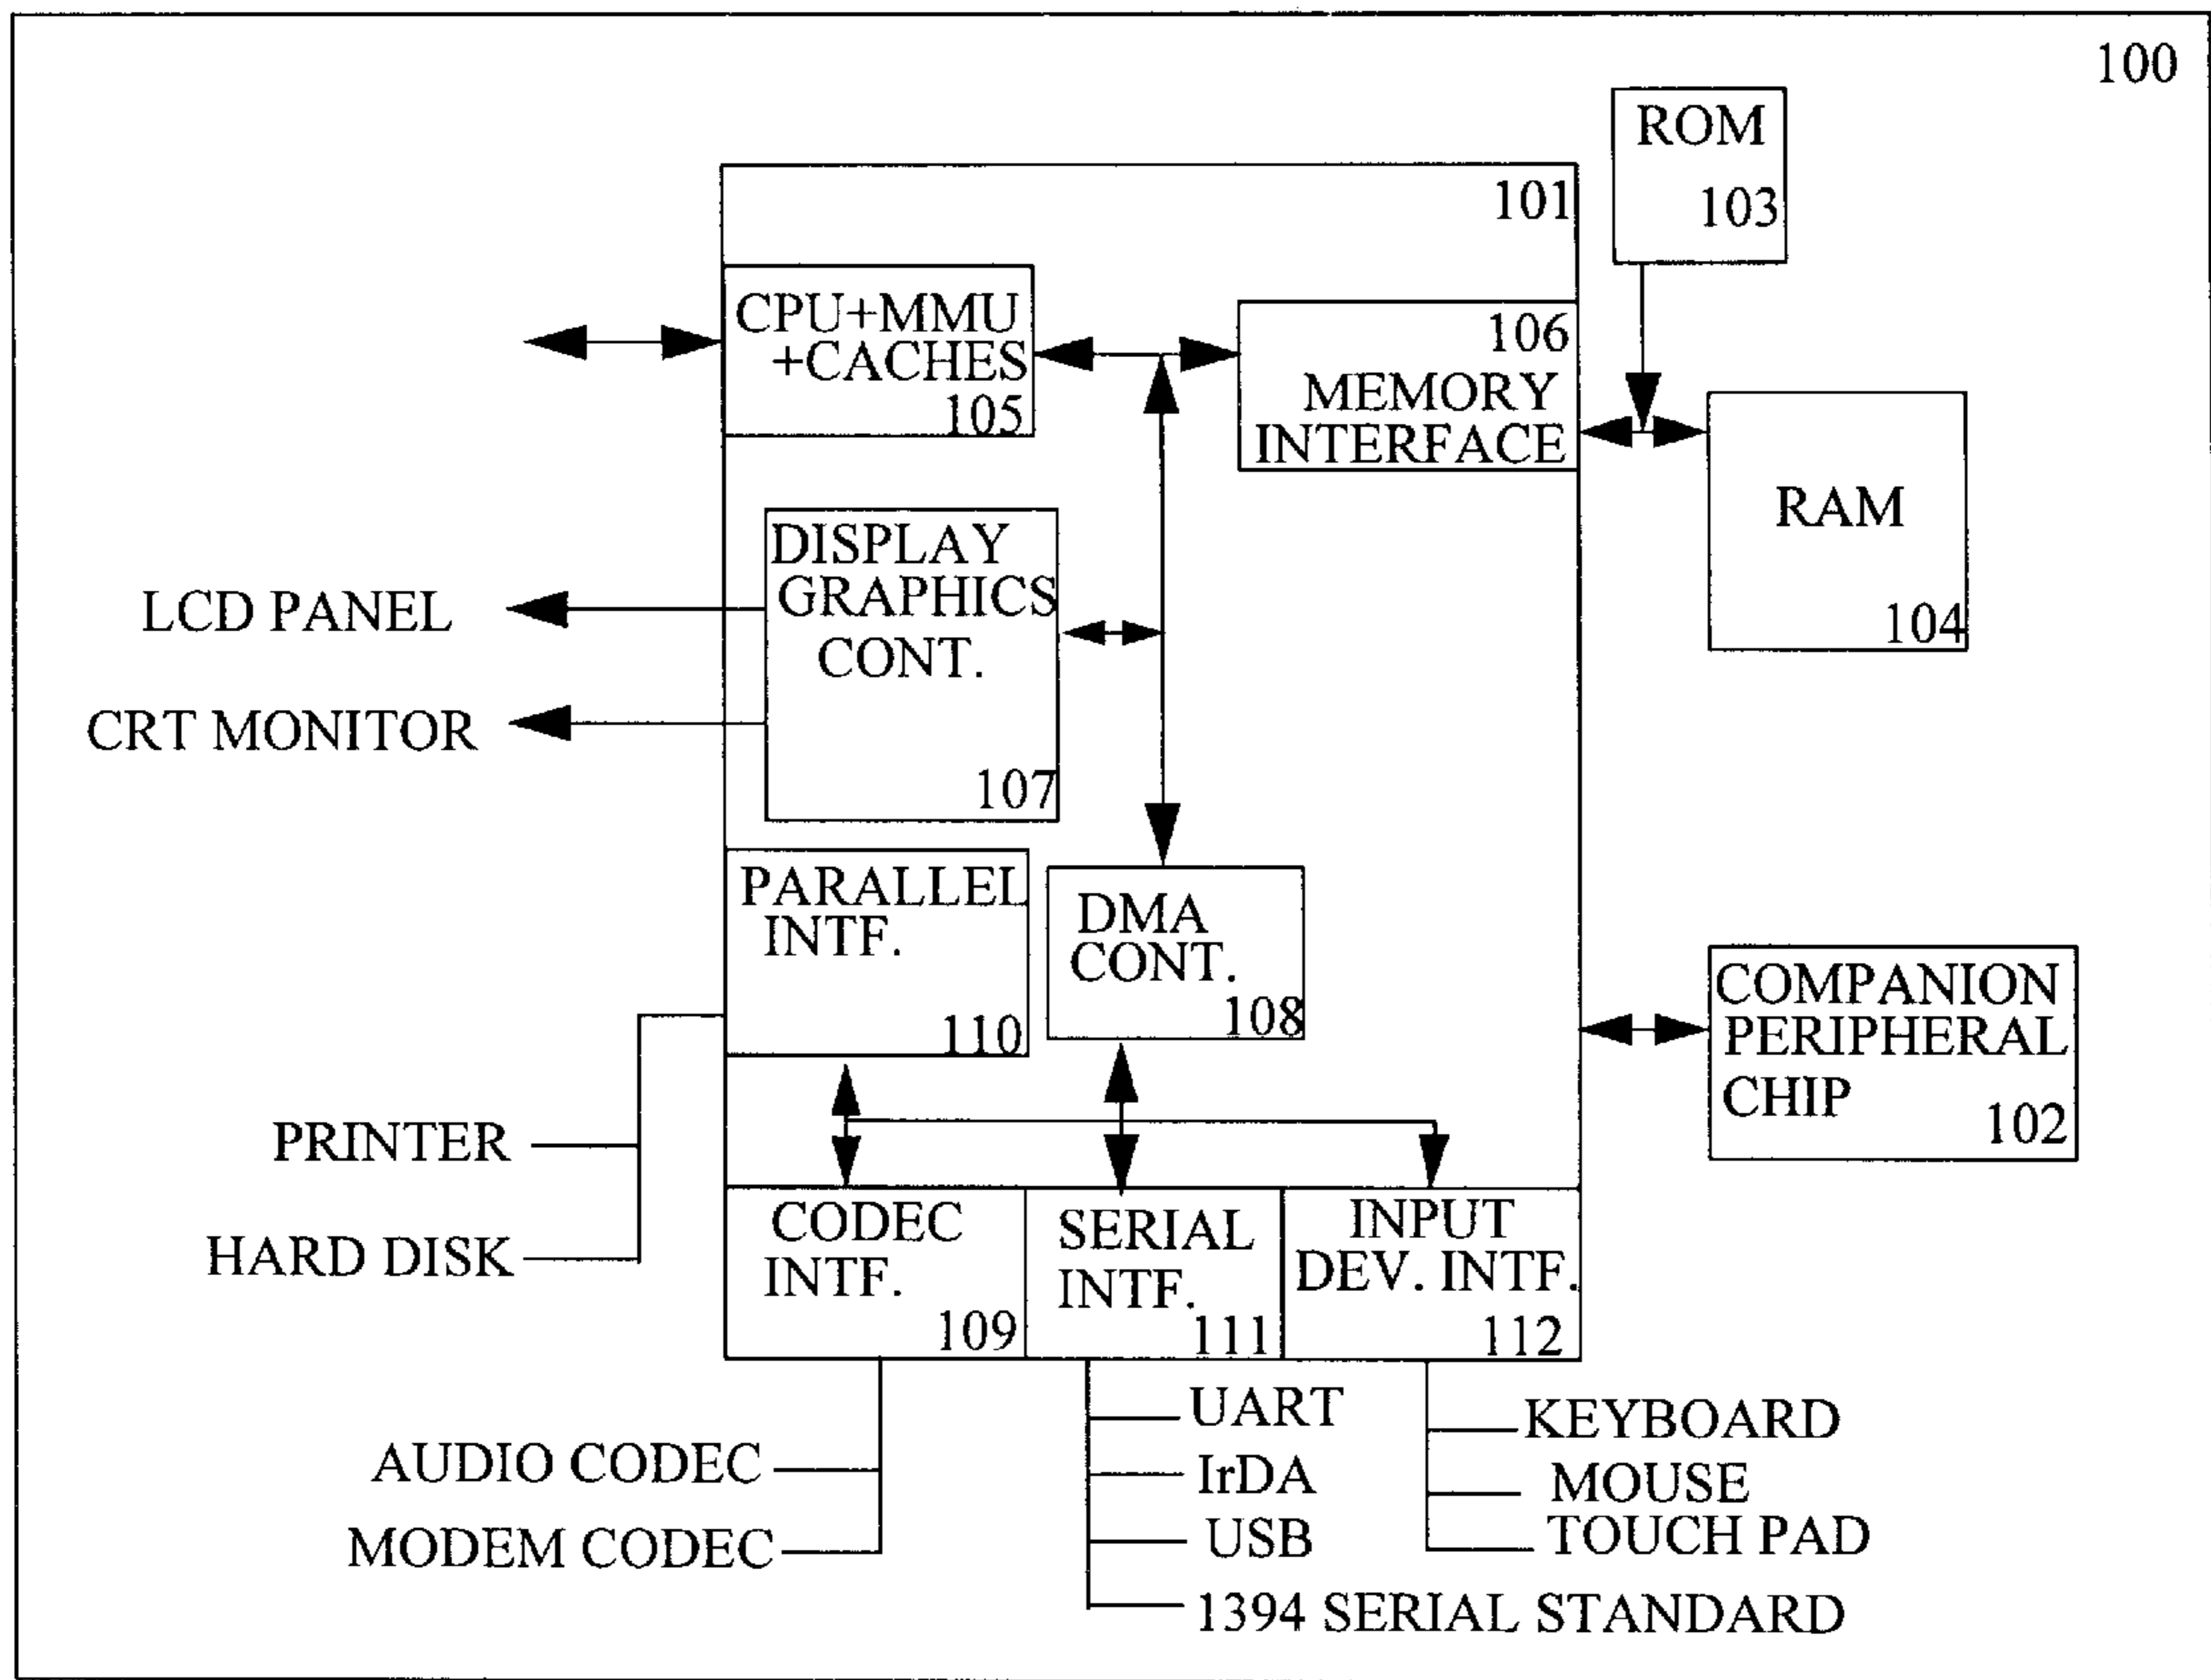 100
ROM
103
101
CPU+MMU
+CACHES
105
106
MEMORY
INTERFACE
RAM
104
DISPLAY
GRAPHICS
CONT.
107
LCD PANEL
CRT MONITOR
PARALLEL
INTF.
110
DMA
CONT.
108
COMPANION
PERIPHERAL
CHIP
102
PRINTER
HARD DISK
CODEC
INTF.
109
SERIAL
INTF.
111
INPUT
DEV. INTF.
112
AUDIO CODEC
MODEM CODEC
UART
IrDA
USB
1394 SERIAL STANDARD
KEYBOARD
MOUSE
TOUCH PAD